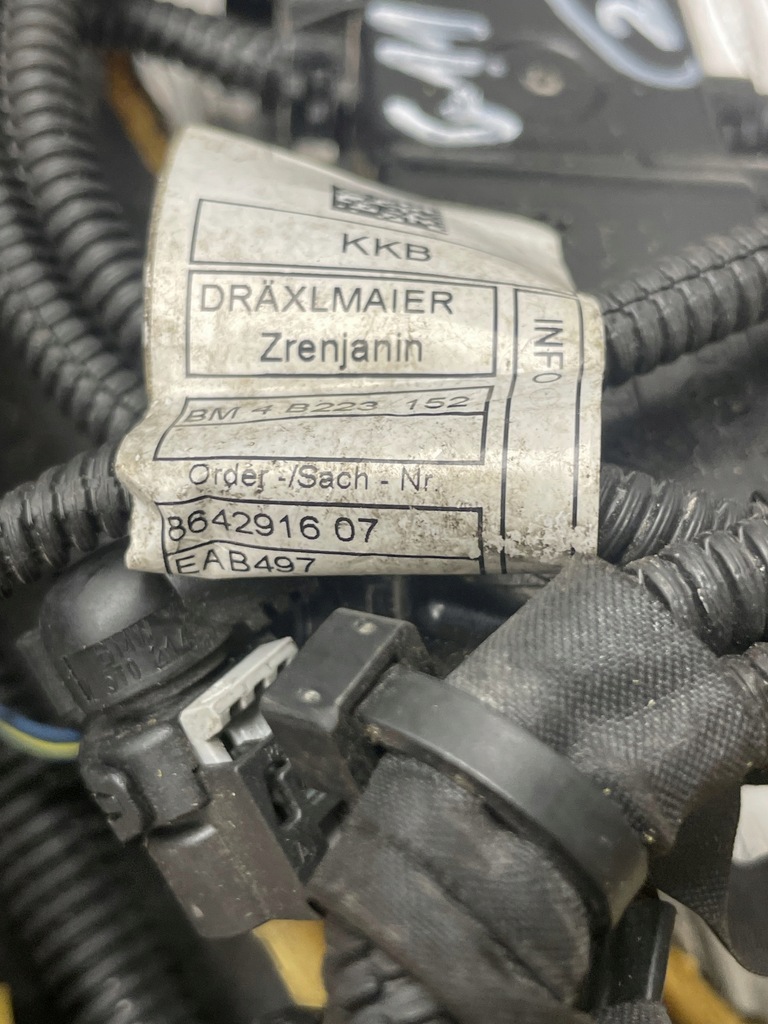 KKB
DRÄXLMAIER
Zrenjanin
INFO
BM 4 B223 152
Order -/Sach - Nr
8642916 07
EAB497